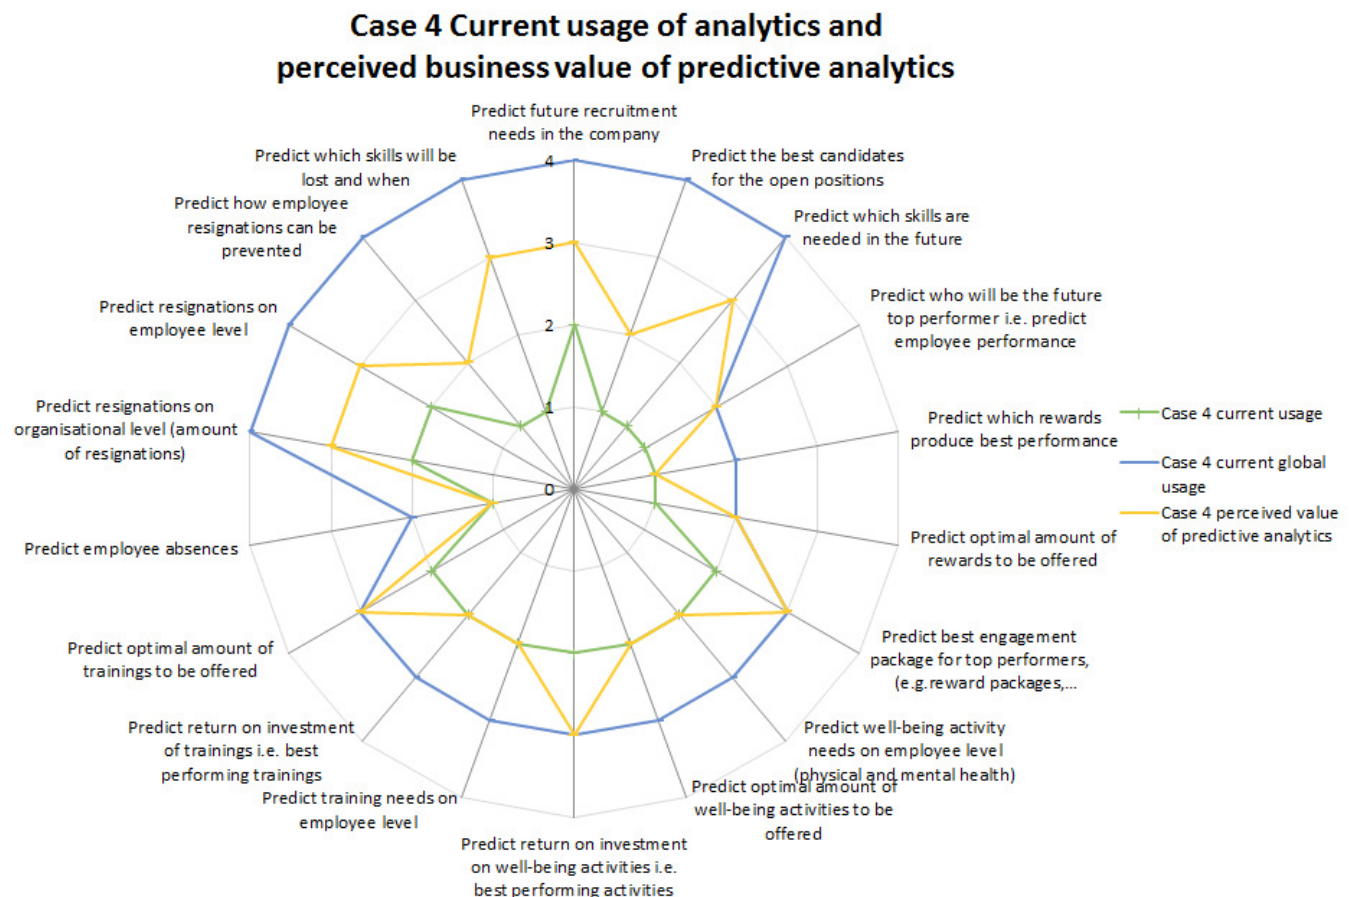 Case 4 Current usage of analytics and
perceived business value of predictive analytics
Predict future recruitment
needs in the company
Predict the best candidates
for the open positions
Predict which skills are
needed in the future
Predict who will be the future
top performer i.e. predict
employee performance
Predict which rewards
produce best performance
Predict optimal amount of
rewards to be offered
Predict best engagement
package for top performers,
(e.g.reward packages,...
Predict well-being activity
needs on employee level
(physical and mental health)
Predict optimal amount of
well-being activities to be
offered
Predict return on investment
on well-being activities i.e.
best performing activities
Predict training needs on
employee level
Predict return on investment
of trainings i.e. best
performing trainings
Predict optimal amount of
trainings to be offered
Predict employee absences
Predict resignations on
organisational level (amount
of resignations)
Predict resignations on
employee level
Predict how employee
resignations can be
prevented
Predict which skills will be
lost and when
4
3
2
1
0
Case 4 current usage
Case 4 current global
usage
Case 4 perceived value
of predictive analytics